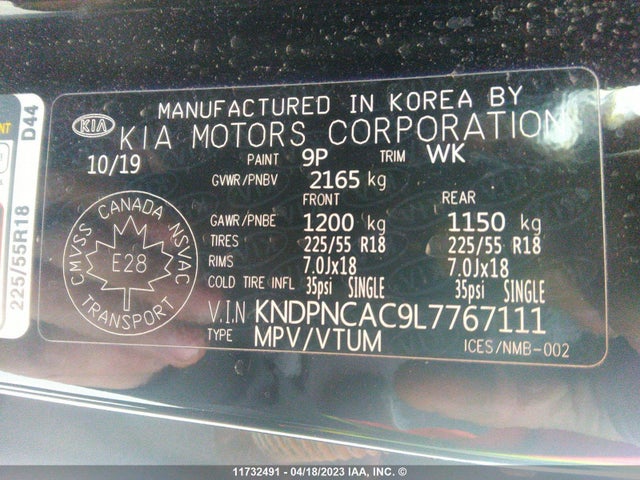 MANUFACTURED IN KOREA BY
KIA KIA MOTORS CORPORATION
10/19 PAINT 9P TRIM WK
GVWR/PNBV 2165 kg
FRONT REAR
GAWR/PNBE 1200 kg 1150 kg
TIRES 225/55 R18 225/55 R18
RIMS 7.0Jx18 7.0Jx18
COLD TIRE INFL 35psi SINGLE 35psi SINGLE
V.I.N KNDPNCAC9L7767111
TYPE MPV/VTUM ICES/NMB-002
CANADA
CMVSS NSVAC
E28
TRANSPORT
D44
225/55R18
11732491 - 04/18/2023 IAA, INC. ©